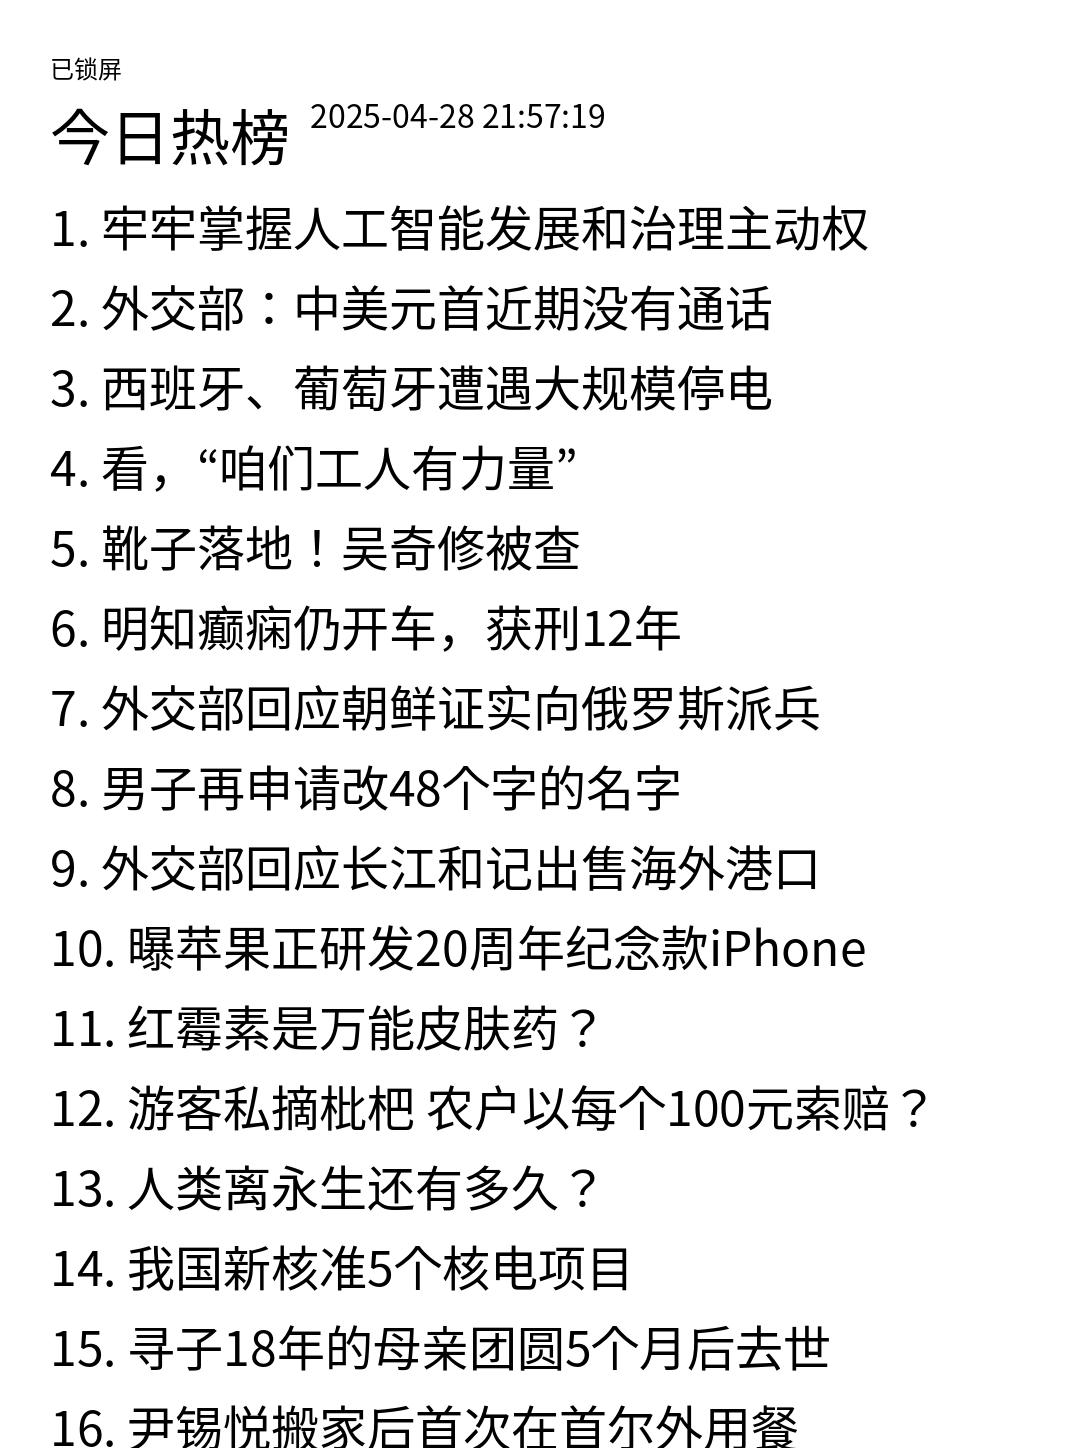 已锁屏
今日热榜 2025-04-28 21:57:19
1. 牢牢掌握人工智能发展和治理主动权
2. 外交部：中美元首近期没有通话
3. 西班牙、葡萄牙遭遇大规模停电
4. 看，“咱们工人有力量”
5. 靴子落地！吴奇修被查
6. 明知癫痫仍开车，获刑12年
7. 外交部回应朝鲜证实向俄罗斯派兵
8. 男子再申请改48个字的名字
9. 外交部回应长江和记出售海外港口
10. 曝苹果正研发20周年纪念款iPhone
11. 红霉素是万能皮肤药？
12. 游客私摘枇杷 农户以每个100元索赔？
13. 人类离永生还有多久？
14. 我国新核准5个核电项目
15. 寻子18年的母亲团圆5个月后去世
16. 尹锡悦搬家后首次在首尔外用餐